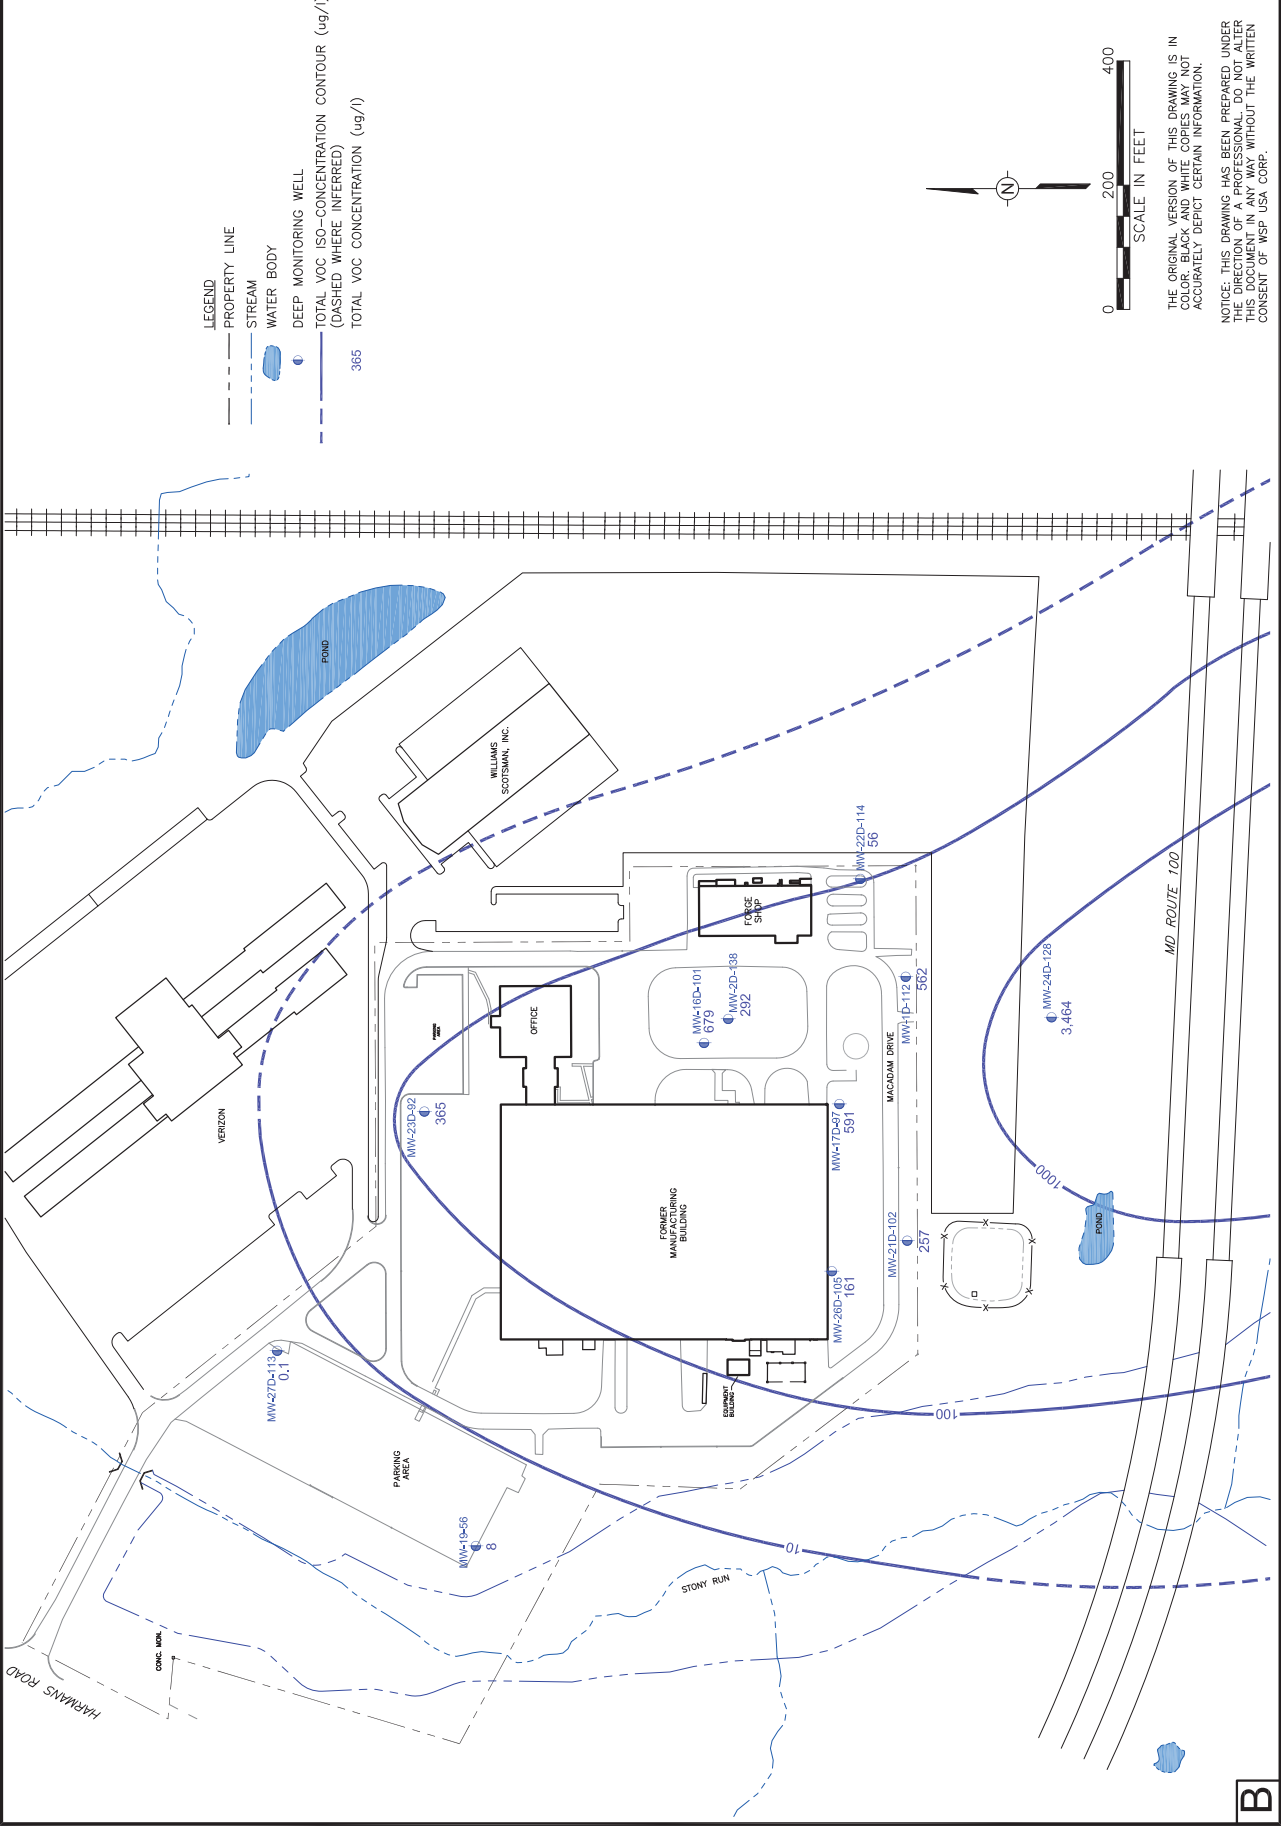 LEGEND
PROPERTY LINE
STREAM
WATER BODY
DEEP MONITORING WELL
TOTAL VOC ISO-CONCENTRATION CONTOUR (ug/l)
(DASHED WHERE INFERRED)
365 TOTAL VOC CONCENTRATION (ug/l)
N
0 200 400
SCALE IN FEET
THE ORIGINAL VERSION OF THIS DRAWING IS IN
COLOR. BLACK AND WHITE COPIES MAY NOT
ACCURATELY DEPICT CERTAIN INFORMATION.
NOTICE: THIS DRAWING HAS BEEN PREPARED UNDER
THE DIRECTION OF A PROFESSIONAL. DO NOT ALTER
THIS DOCUMENT IN ANY WAY WITHOUT THE WRITTEN
CONSENT OF WSP USA CORP.
HARMANS ROAD
CONC. MON.
VERIZON
POND
WILLIAMS
SCOTSMAN, INC.
MW-27D-113
0.1
PARKING
AREA
MW-19-56
8
STONY RUN
MW-23D-92
365
PARKING
AREA
OFFICE
FORMER
MANUFACTURING
BUILDING
EQUIPMENT
BUILDING
MW-16D-101
679
MW-2D-138
292
FORGE
SHOP
MW-22D-114
56
MW-26D-105
161
MW-17D-97
591
MACADAM DRIVE
MW-1D-112
562
MW-21D-102
257
MW-24D-128
3,464
10
100
1000
POND
MD ROUTE 100
B